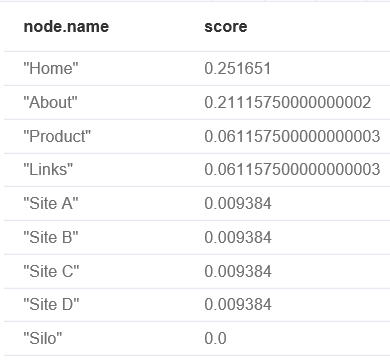 node.name score
"Home" 0.251651
"About" 0.21115750000000002
"Product" 0.061157500000000003
"Links" 0.061157500000000003
"Site A" 0.009384
"Site B" 0.009384
"Site C" 0.009384
"Site D" 0.009384
"Silo" 0.0